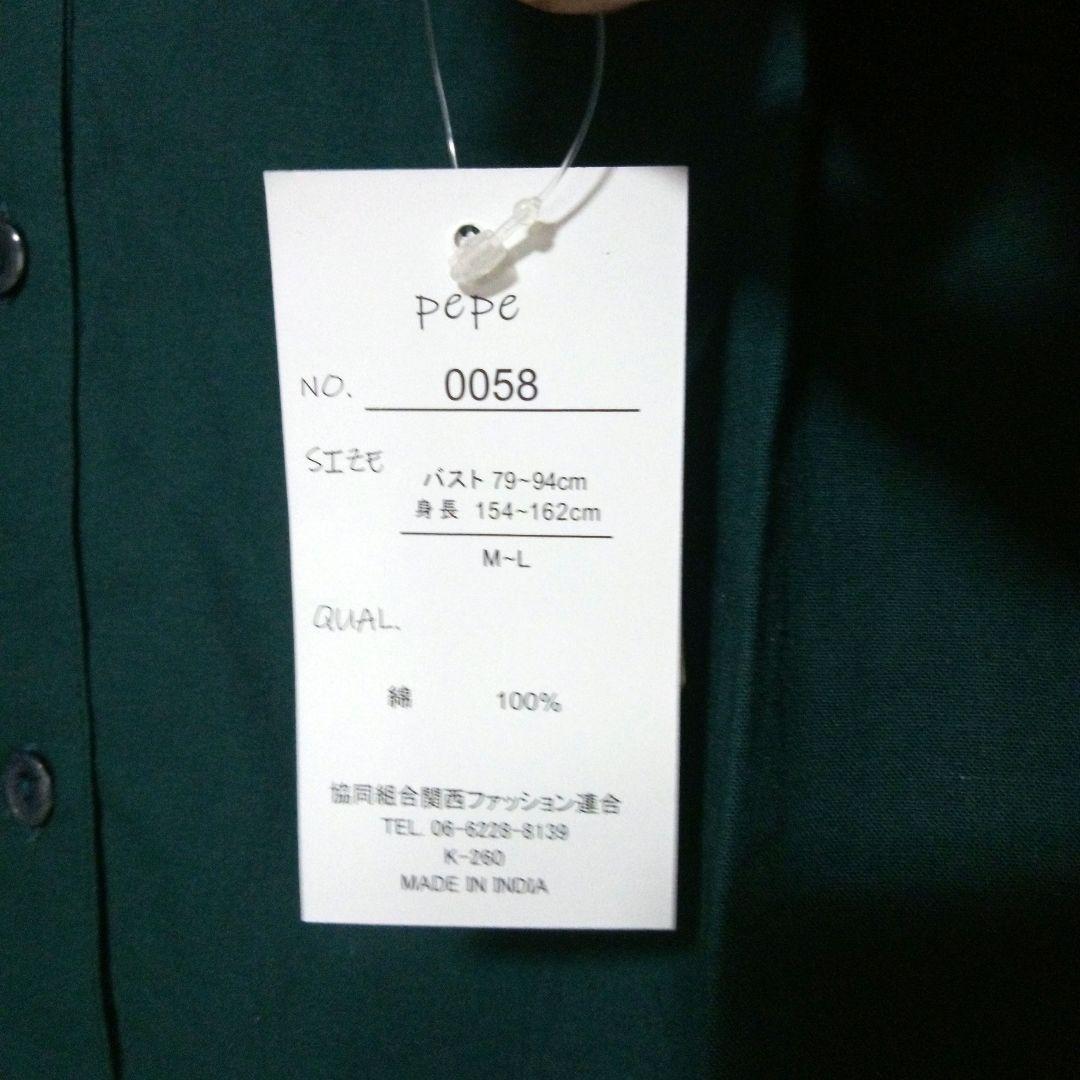 pepe
NO. 0058
SIZE
バスト 79~94cm
身長 154~162cm
M~L
QUAL.
綿 100%
協同組合関西ファッション連合
TEL. 06-6228-8139
K-260
MADE IN INDIA